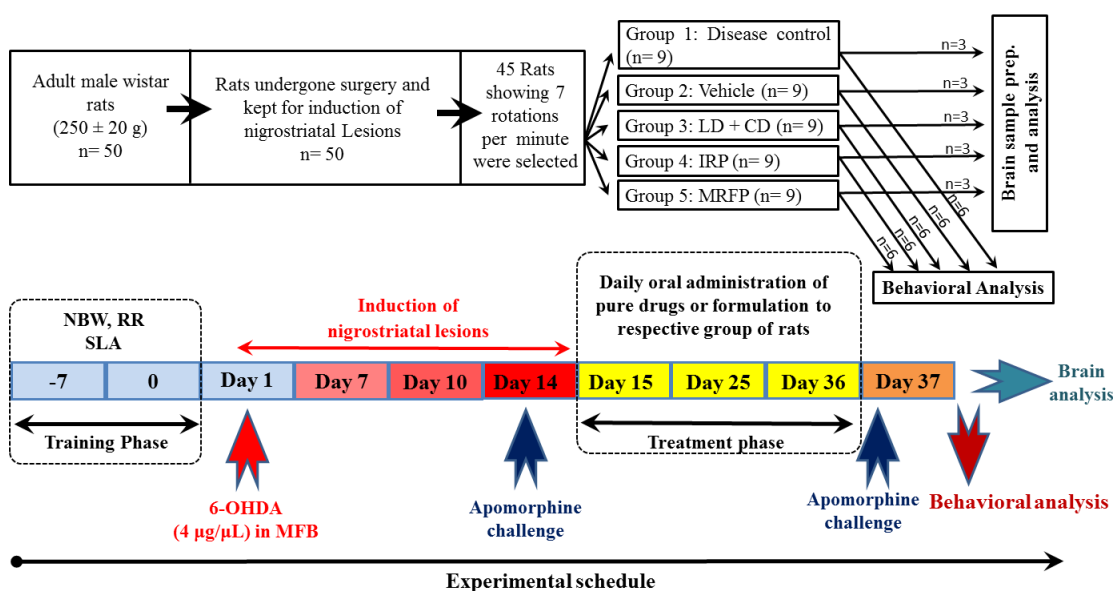 Adult male wistar
rats
(250 ± 20 g)
n= 50
Rats undergone surgery and
kept for induction of
nigrostriatal Lesions
n= 50
45 Rats
showing 7
rotations
per minute
were selected
Group 1: Disease control
(n= 9)
Group 2: Vehicle (n= 9)
Group 3: LD + CD (n= 9)
Group 4: IRP (n= 9)
Group 5: MRFP (n= 9)
n=3
n=3
n=3
n=3
n=3
n=6
n=6
n=6
n=6
n=6
Brain sample prep.
and analysis
Behavioral Analysis
NBW, RR
SLA
Induction of
nigrostriatal lesions
Daily oral administration of
pure drugs or formulation to
respective group of rats
-7
0
Day 1
Day 7
Day 10
Day 14
Day 15
Day 25
Day 36
Day 37
Brain
analysis
Training Phase
Treatment phase
6-OHDA
(4 µg/µL) in MFB
Apomorphine
challenge
Apomorphine
challenge
Behavioral analysis
Experimental schedule